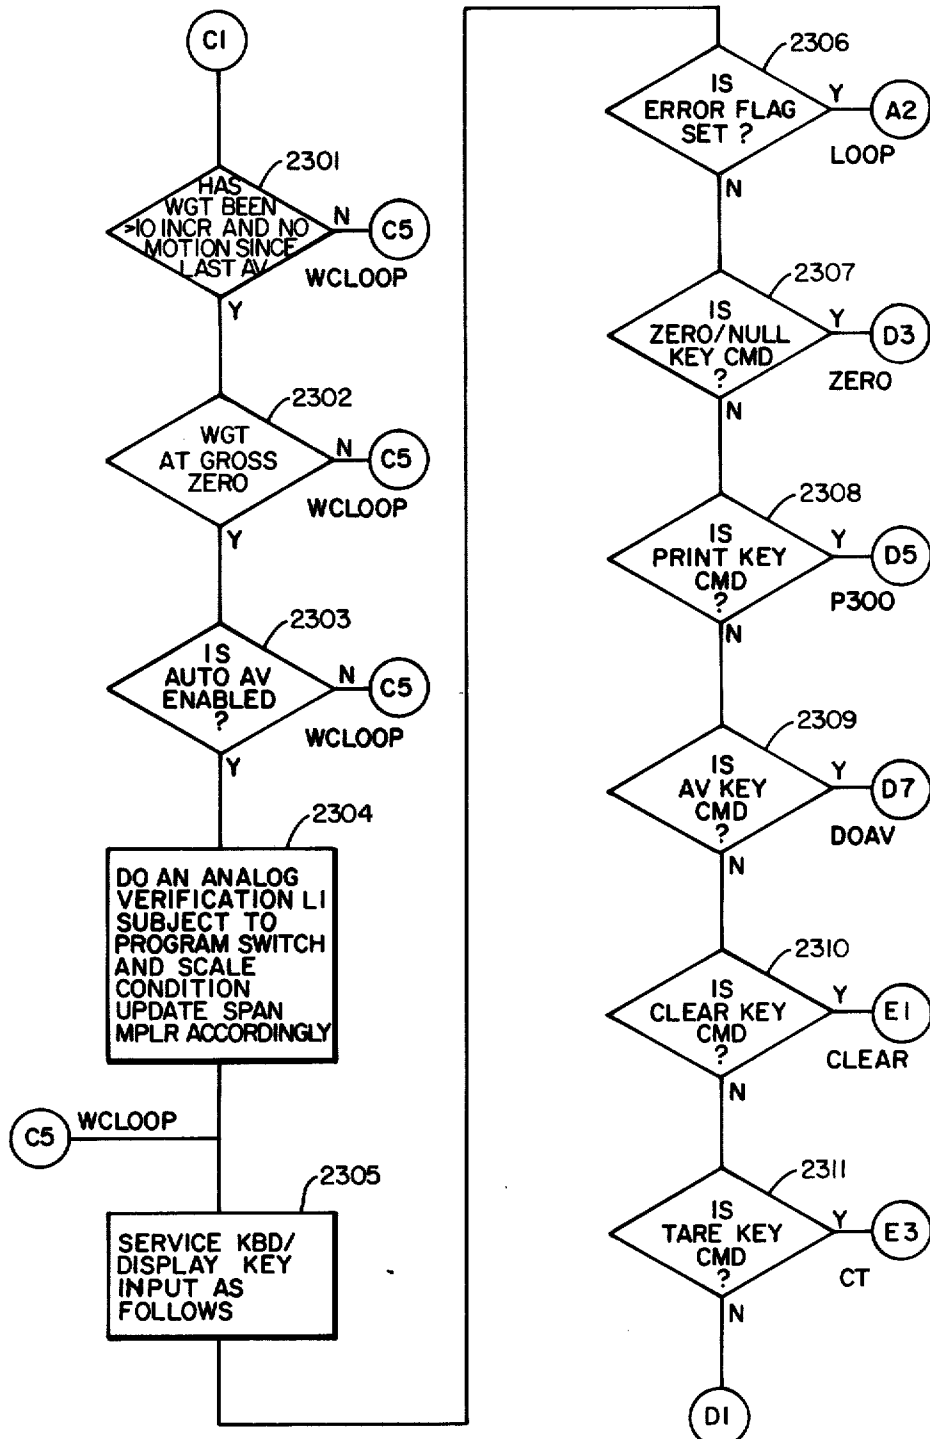 C1
2301
HAS
WGT BEEN
>10 INCR AND NO
MOTION SINCE
LAST AV
N
C5
WCLOOP
Y
2302
WGT
AT GROSS
ZERO
N
C5
WCLOOP
Y
2303
IS
AUTO AV
ENABLED
?
N
C5
WCLOOP
Y
2304
DO AN ANALOG
VERIFICATION L1
SUBJECT TO
PROGRAM SWITCH
AND SCALE
CONDITION
UPDATE SPAN
MPLR ACCORDINGLY
C5
WCLOOP
2305
SERVICE KBD/
DISPLAY KEY
INPUT AS
FOLLOWS
2306
IS
ERROR FLAG
SET ?
Y
A2
LOOP
N
2307
IS
ZERO/NULL
KEY CMD
?
Y
D3
ZERO
N
2308
IS
PRINT KEY
CMD
?
Y
D5
P300
N
2309
IS
AV KEY
CMD
?
Y
D7
DOAV
N
2310
IS
CLEAR KEY
CMD
?
Y
E1
CLEAR
N
2311
IS
TARE KEY
CMD
?
Y
E3
CT
N
D1